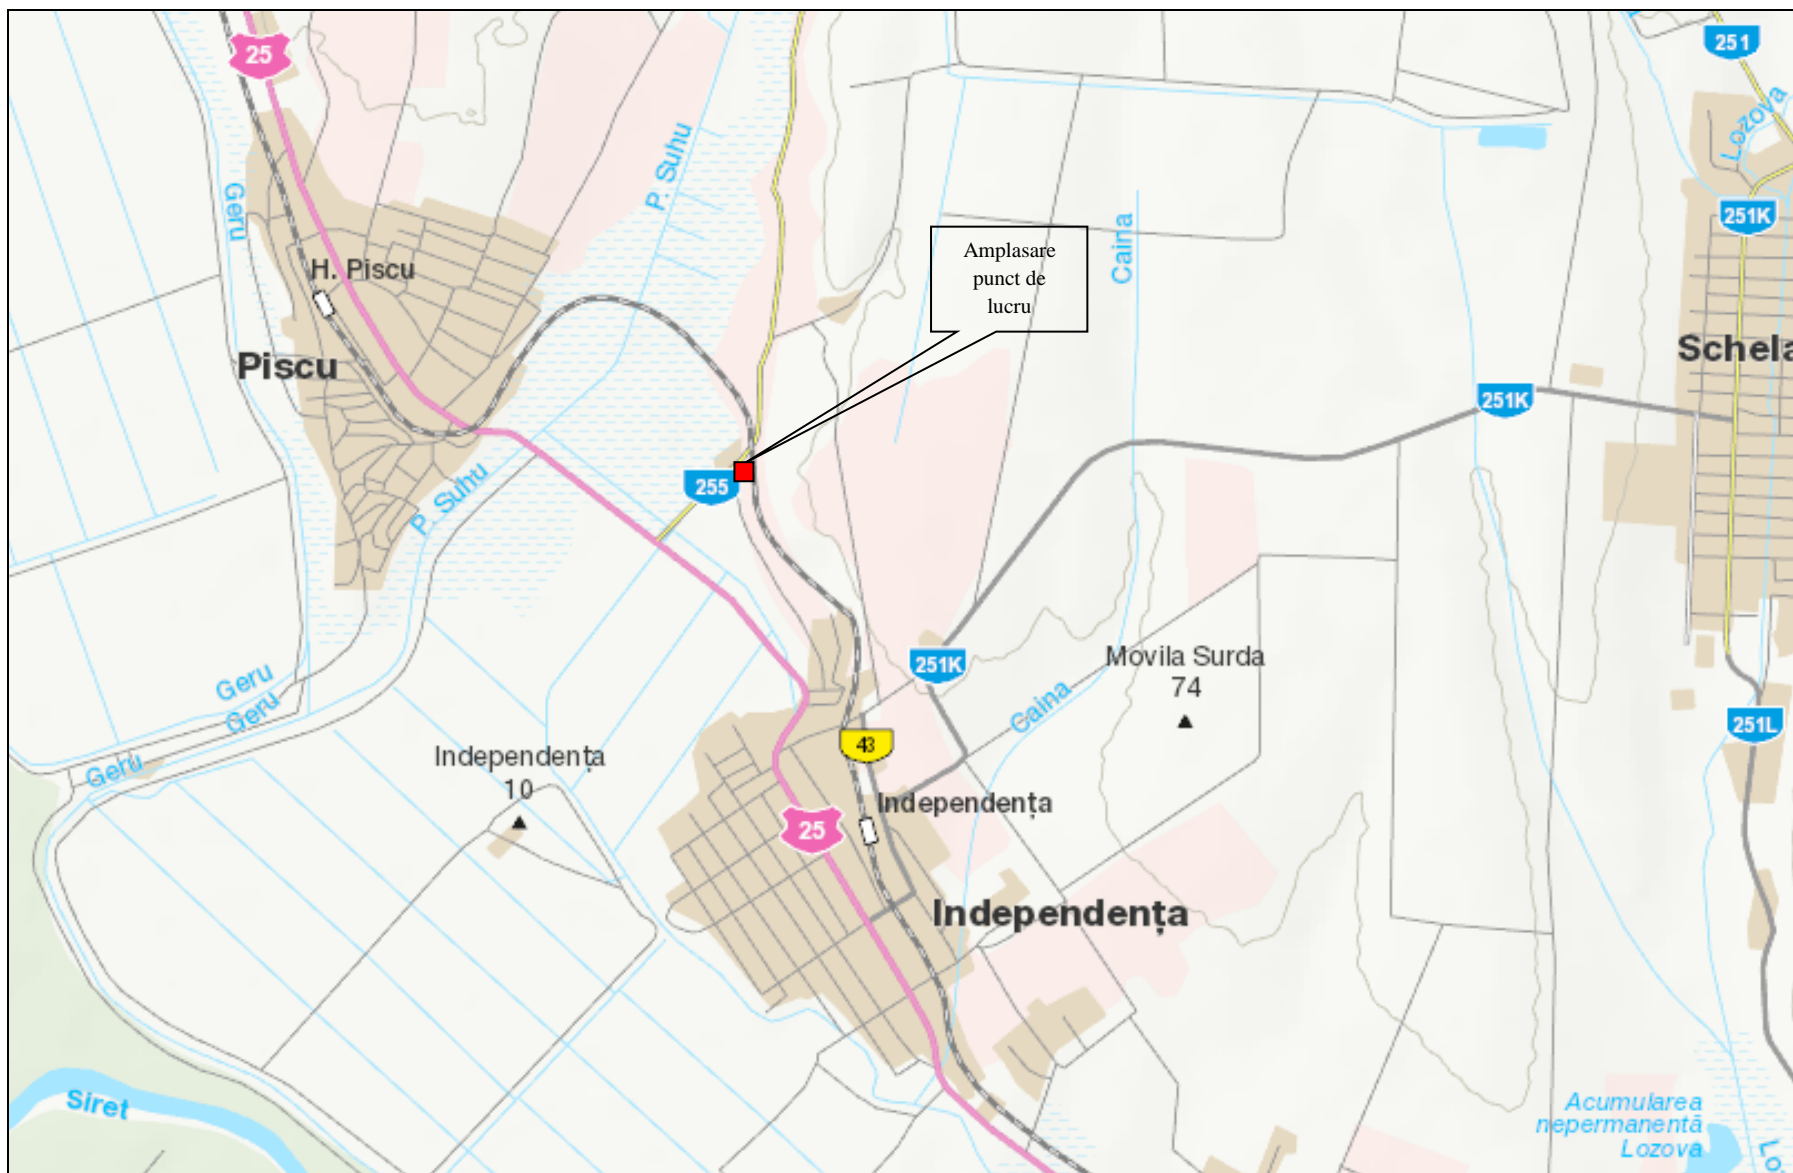 25
251
Lozova
P. Suhu
Geru
251K
Amplasare
punct de
lucru
Caina
H. Piscu
Piscu
Schela
251K
255
P. Suhu
251K
Movila Surda
74
Geru
Geru
Caina
251L
43
Independența
10
Geru
Independența
25
Independența
Siret
Acumularea
nepermanentă
Lozova
Lo